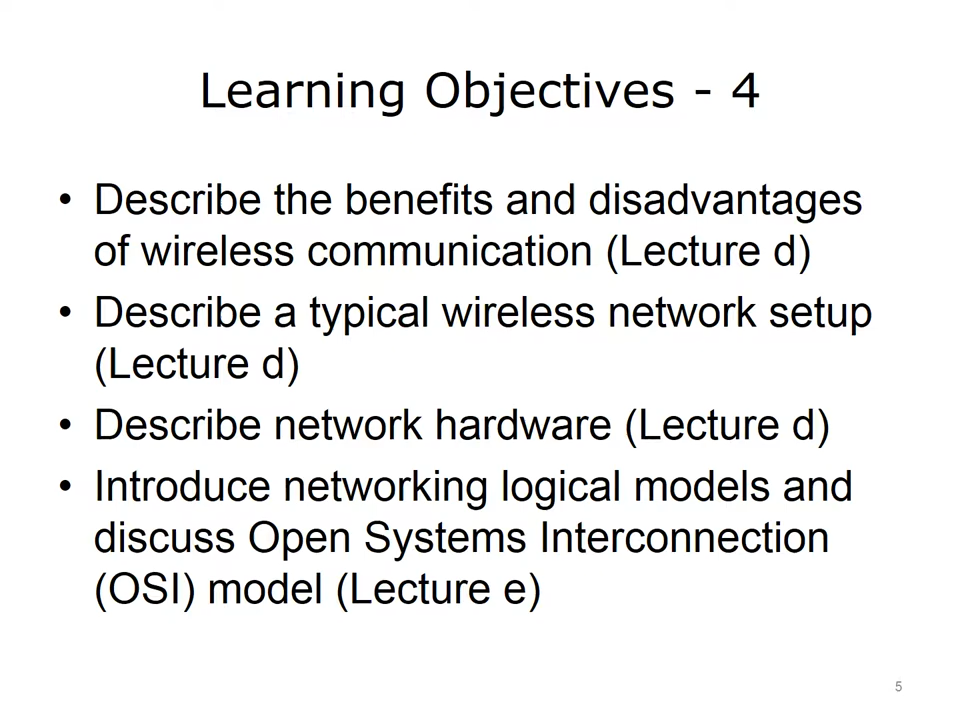 Learning Objectives - 4
• Describe the benefits and disadvantages
of wireless communication (Lecture d)
• Describe a typical wireless network setup
(Lecture d)
• Describe network hardware (Lecture d)
• Introduce networking logical models and
discuss Open Systems Interconnection
(OSI) model (Lecture e)
5